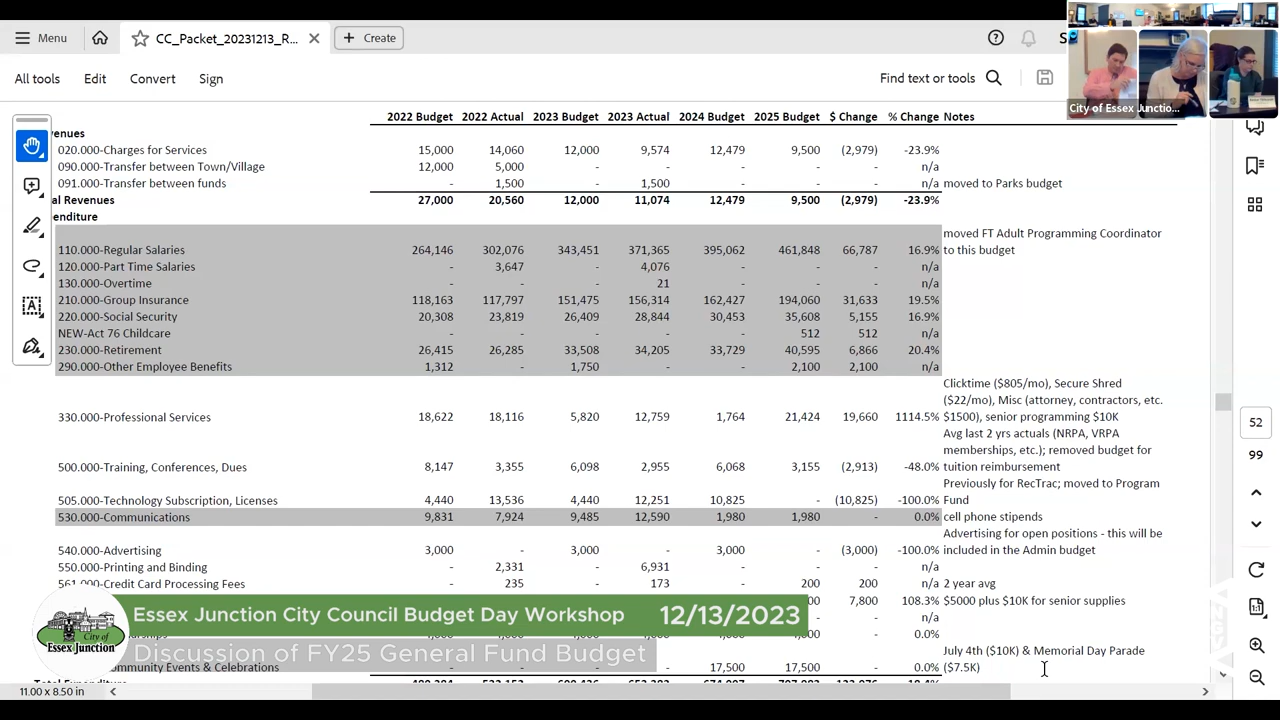 Menu
CC_Packet_20231213_R...
Create
All tools
Edit
Convert
Sign
Find text or tools
City of Essex Junctio...
2022 Budget 2022 Actual 2023 Budget 2023 Actual 2024 Budget 2025 Budget $ Change % Change Notes
venues
020.000-Charges for Services 15,000 14,060 12,000 9,574 12,479 9,500 (2,979) -23.9%
090.000-Transfer between Town/Village 12,000 5,000 - - - - - n/a
091.000-Transfer between funds - 1,500 - 1,500 - - - n/a moved to Parks budget
al Revenues 27,000 20,560 12,000 11,074 12,479 9,500 (2,979) -23.9%
penditure
moved FT Adult Programming Coordinator
110.000-Regular Salaries 264,146 302,076 343,451 371,365 395,062 461,848 66,787 16.9% to this budget
120.000-Part Time Salaries - 3,647 - 4,076 - - - n/a
130.000-Overtime - - - 21 - - - n/a
210.000-Group Insurance 118,163 117,797 151,475 156,314 162,427 194,060 31,633 19.5%
220.000-Social Security 20,308 23,819 26,409 28,844 30,453 35,608 5,155 16.9%
NEW-Act 76 Childcare - - - - - 512 512 n/a
230.000-Retirement 26,415 26,285 33,508 34,205 33,729 40,595 6,866 20.4%
290.000-Other Employee Benefits 1,312 - 1,750 - - 2,100 2,100 n/a
Clicktime ($805/mo), Secure Shred
($22/mo), Misc (attorney, contractors, etc.
330.000-Professional Services 18,622 18,116 5,820 12,759 1,764 21,424 19,660 1114.5% $1500), senior programming $10K
Avg last 2 yrs actuals (NRPA, VRPA
memberships, etc.); removed budget for
500.000-Training, Conferences, Dues 8,147 3,355 6,098 2,955 6,068 3,155 (2,913) -48.0% tuition reimbursement
Previously for RecTrac; moved to Program
505.000-Technology Subscription, Licenses 4,440 13,536 4,440 12,251 10,825 - (10,825) -100.0% Fund
530.000-Communications 9,831 7,924 9,485 12,590 1,980 1,980 - 0.0% cell phone stipends
Advertising for open positions - this will be
540.000-Advertising 3,000 - 3,000 - 3,000 - (3,000) -100.0% included in the Admin budget
550.000-Printing and Binding - 2,331 - 6,931 - - - n/a
Credit Card Processing Fees - 235 - 173 - 200 200 n/a 2 year avg
7,800 108.3% $5000 plus $10K for senior supplies
- n/a
- 0.0%
July 4th ($10K) & Memorial Day Parade
ommunity Events & Celebrations - - - - 17,500 17,500 - 0.0% ($7.5K)
City of
Essex Junction
Essex Junction City Council Budget Day Workshop 12/13/2023
Discussion of FY25 General Fund Budget
52
99
11.00 x 8.50 in